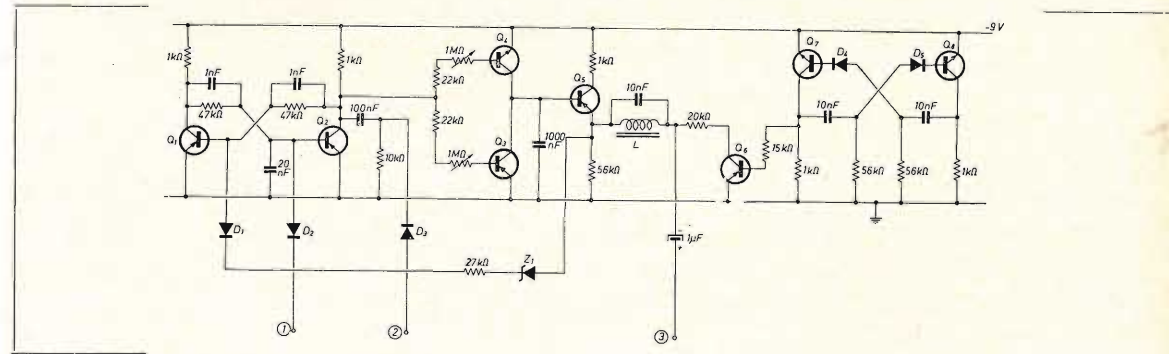 -9V
Q4
Q7
D4
D5
Q8
1kΩ
1nF
1nF
1kΩ
1MΩ
22kΩ
Q5
1kΩ
10nF
47kΩ
47kΩ
100nF
22kΩ
10nF
10nF
20kΩ
Q1
Q2
20
nF
10kΩ
1MΩ
Q3
1000
nF
L
56kΩ
Q6
15kΩ
1kΩ
56kΩ
56kΩ
1kΩ
D1
D2
D3
27kΩ
Z1
1μF
1
2
3